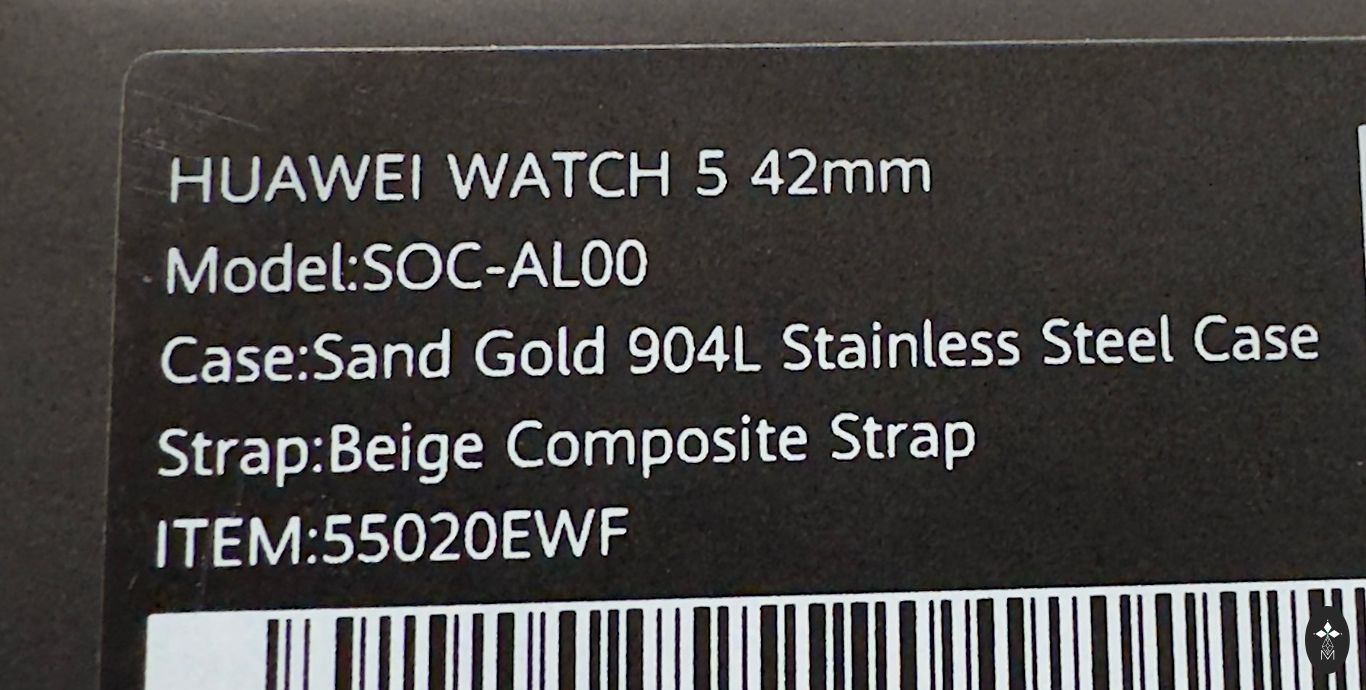 HUAWEI WATCH 5 42mm
Model:SOC-AL00
Case:Sand Gold 904L Stainless Steel Case
Strap:Beige Composite Strap
ITEM:55020EWF
M